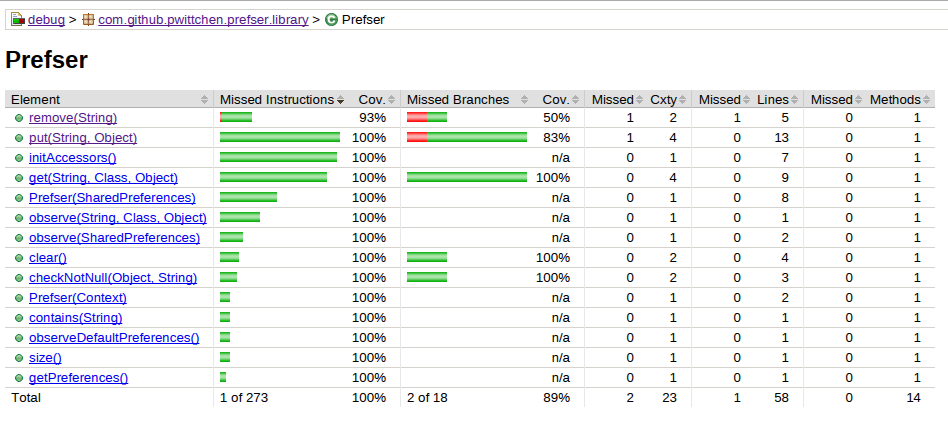 debug > com.github.pwittchen.prefser.library > Prefser
Prefser
Element Missed Instructions Cov. Missed Branches Cov. Missed Cxty Missed Lines Missed Methods
remove(String) 93% 50% 1 2 1 5 0 1
put(String, Object) 100% 83% 1 4 0 13 0 1
initAccessors() 100% n/a 0 1 0 7 0 1
get(String, Class, Object) 100% 100% 0 4 0 9 0 1
Prefser(SharedPreferences) 100% n/a 0 1 0 8 0 1
observe(String, Class, Object) 100% n/a 0 1 0 1 0 1
observe(SharedPreferences) 100% n/a 0 1 0 2 0 1
clear() 100% 100% 0 2 0 4 0 1
checkNotNull(Object, String) 100% 100% 0 2 0 3 0 1
Prefser(Context) 100% n/a 0 1 0 2 0 1
contains(String) 100% n/a 0 1 0 1 0 1
observeDefaultPreferences() 100% n/a 0 1 0 1 0 1
size() 100% n/a 0 1 0 1 0 1
getPreferences() 100% n/a 0 1 0 1 0 1
Total 1 of 273 100% 2 of 18 89% 2 23 1 58 0 14